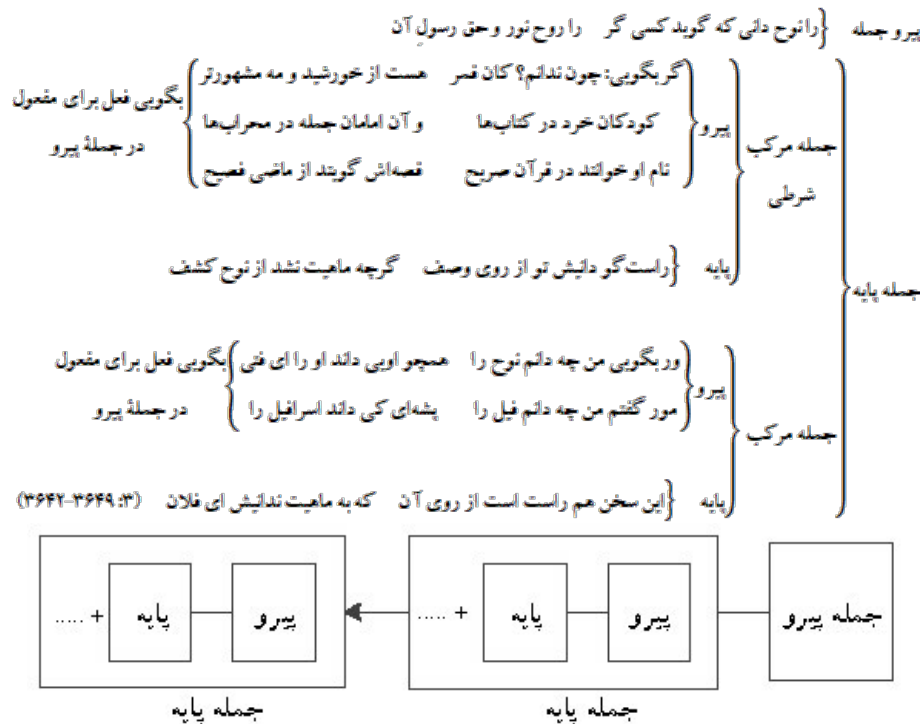 پیرو جمله {را نوح دانی که گوید کسی گر را روح نور و حق رسولِ آن
گر بگویی: چون ندانم؟ کان قمر هست از خورشید و مه مشهورتر
بگویی فعل برای مفعول
جمله مرکب پیرو کودکان خرد در کتاب‌ها و آن امامان جمله در محراب‌ها
در جملهٔ پیرو
شرطی نام او خوانند در قرآن صریح قصه‌اش گویند از ماضی فصیح
پایه {راست گو دانیش تو از روی وصف گرچه ماهیت نشد از نوح کشف
جمله پایه
ور بگویی من چه دانم نوح را همچو اویی داند او را ای فتی بگویی فعل برای مفعول
پیرو
جمله مرکب مور گفتم من چه دانم فیل را پشه‌ای کی داند اسرافیل را در جملهٔ پیرو
پایه {این سخن هم راست است از روی آن که به ماهیت ندانیش ای فلان (۳: ۳۶۴۹-۳۶۴۲)
جمله پیرو پیرو پایه + ..... پیرو پایه + .....
جمله پایه جمله پایه